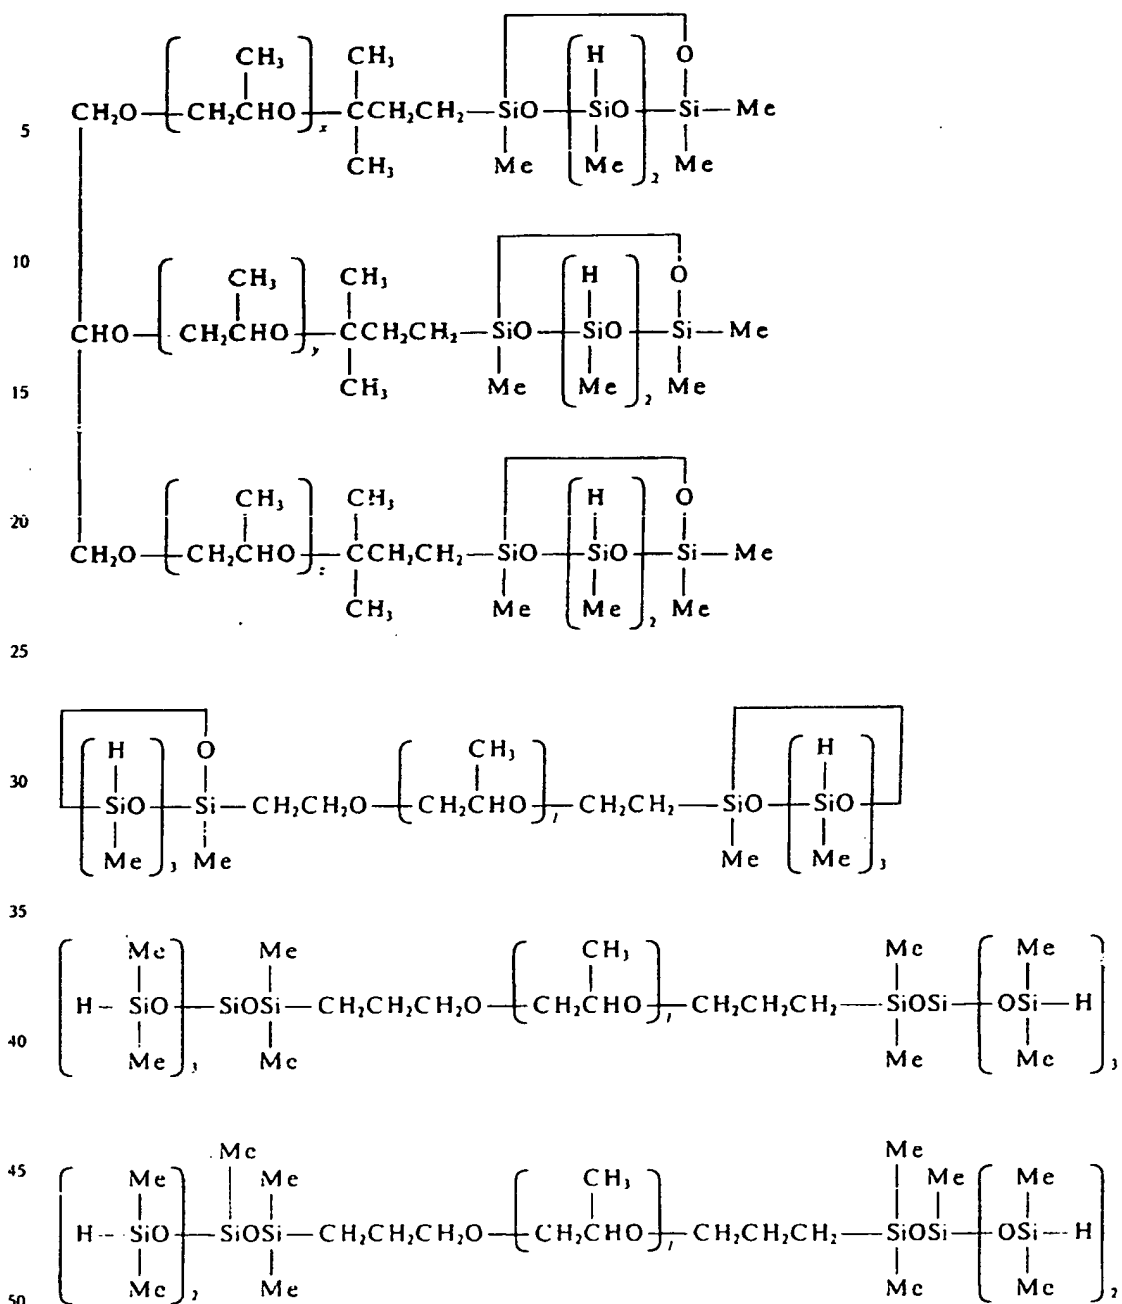 CH₃ CH₃ H O
5 CH₂O CH₂CHO x CCH₂CH₂ SiO SiO Si Me
CH₃ Me Me 2 Me
10 CH₃ CH₃ H O
CHO CH₂CHO y CCH₂CH₂ SiO SiO Si Me
15 CH₃ Me Me 2 Me
20 CH₃ CH₃ H O
CH₂O CH₂CHO z CCH₂CH₂ SiO SiO Si Me
CH₃ Me Me 2 Me
25
30 H O CH₃ H
SiO Si CH₂CH₂O CH₂CHO l CH₂CH₂ SiO SiO
Me 3 Me Me Me 3
35
Me Me CH₃ Me Me
H SiO SiOSi CH₂CH₂CH₂O CH₂CHO l CH₂CH₂CH₂ SiOSi OSi H
40 Me 3 Me Me Me 3
Me Me
45 Me Me CH₃ Me Me
H SiO SiOSi CH₂CH₂CH₂O CH₂CHO l CH₂CH₂CH₂ SiOSi OSi H
Me 2 Me Me Me 2
50